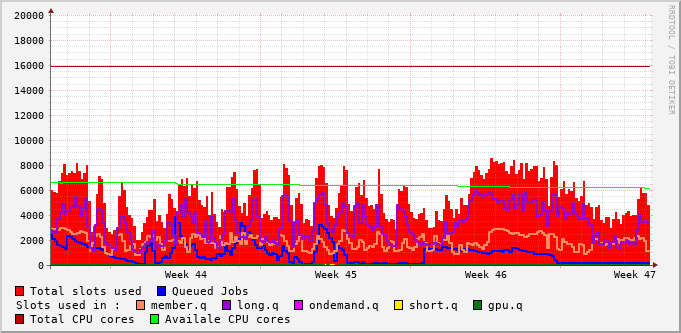 RRDTOOL / TOBI OETIKER
20000
18000
16000
14000
12000
10000
8000
6000
4000
2000
0
Week 44 Week 45 Week 46 Week 47
Total slots used Queued Jobs
Slots used in : member.q long.q ondemand.q short.q gpu.q
Total CPU cores Availale CPU cores